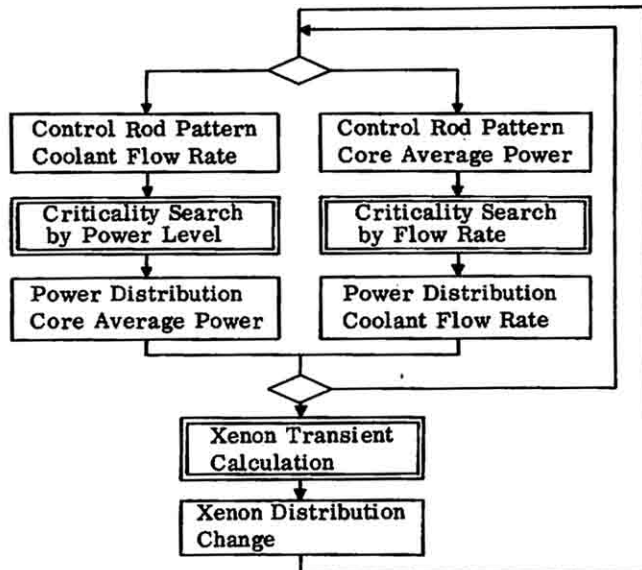 Control Rod Pattern
Coolant Flow Rate
Criticality Search
by Power Level
Power Distribution
Core Average Power
Control Rod Pattern
Core Average Power
Criticality Search
by Flow Rate
Power Distribution
Coolant Flow Rate
Xenon Transient
Calculation
Xenon Distribution
Change